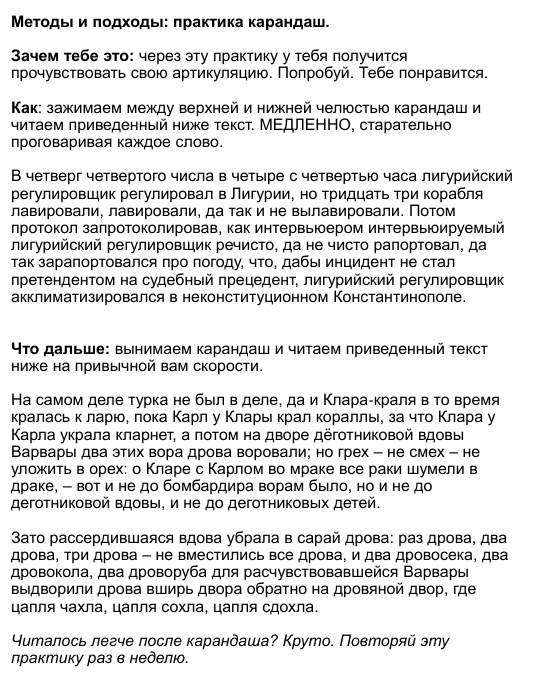 Методы и подходы: практика карандаш.
Зачем тебе это: через эту практику у тебя получится
прочувствовать свою артикуляцию. Попробуй. Тебе понравится.
Как: зажимаем между верхней и нижней челюстью карандаш и
читаем приведенный ниже текст. МЕДЛЕННО, старательно
проговаривая каждое слово.
В четверг четвертого числа в четыре с четвертью часа лигурийский
регулировщик регулировал в Лигурии, но тридцать три корабля
лавировали, лавировали, да так и не вылавировали. Потом
протокол запротоколировав, как интервьюером интервьюируемый
лигурийский регулировщик речисто, да не чисто рапортовал, да
так зарапортовался про погоду, что, дабы инцидент не стал
претендентом на судебный прецедент, лигурийский регулировщик
акклиматизировался в неконституционном Константинополе.
Что дальше: вынимаем карандаш и читаем приведенный текст
ниже на привычной вам скорости.
На самом деле турка не был в деле, да и Клара-краля в то время
кралась к ларю, пока Карл у Клары крал кораллы, за что Клара у
Карла украла кларнет, а потом на дворе дёготниковой вдовы
Варвары два этих вора дрова воровали; но грех – не смех – не
уложить в орех: о Кларе с Карлом во мраке все раки шумели в
драке, – вот и не до бомбардира ворам было, но и не до
деготниковой вдовы, и не до деготниковых детей.
Зато рассердившаяся вдова убрала в сарай дрова: раз дрова, два
дрова, три дрова – не вместились все дрова, и два дровосека, два
дровокола, два дроворуба для расчувствовавшейся Варвары
выдворили дрова вширь двора обратно на дровяной двор, где
цапля чахла, цапля сохла, цапля сдохла.
Читалось легче после карандаша? Круто. Повторяй эту
практику раз в неделю.